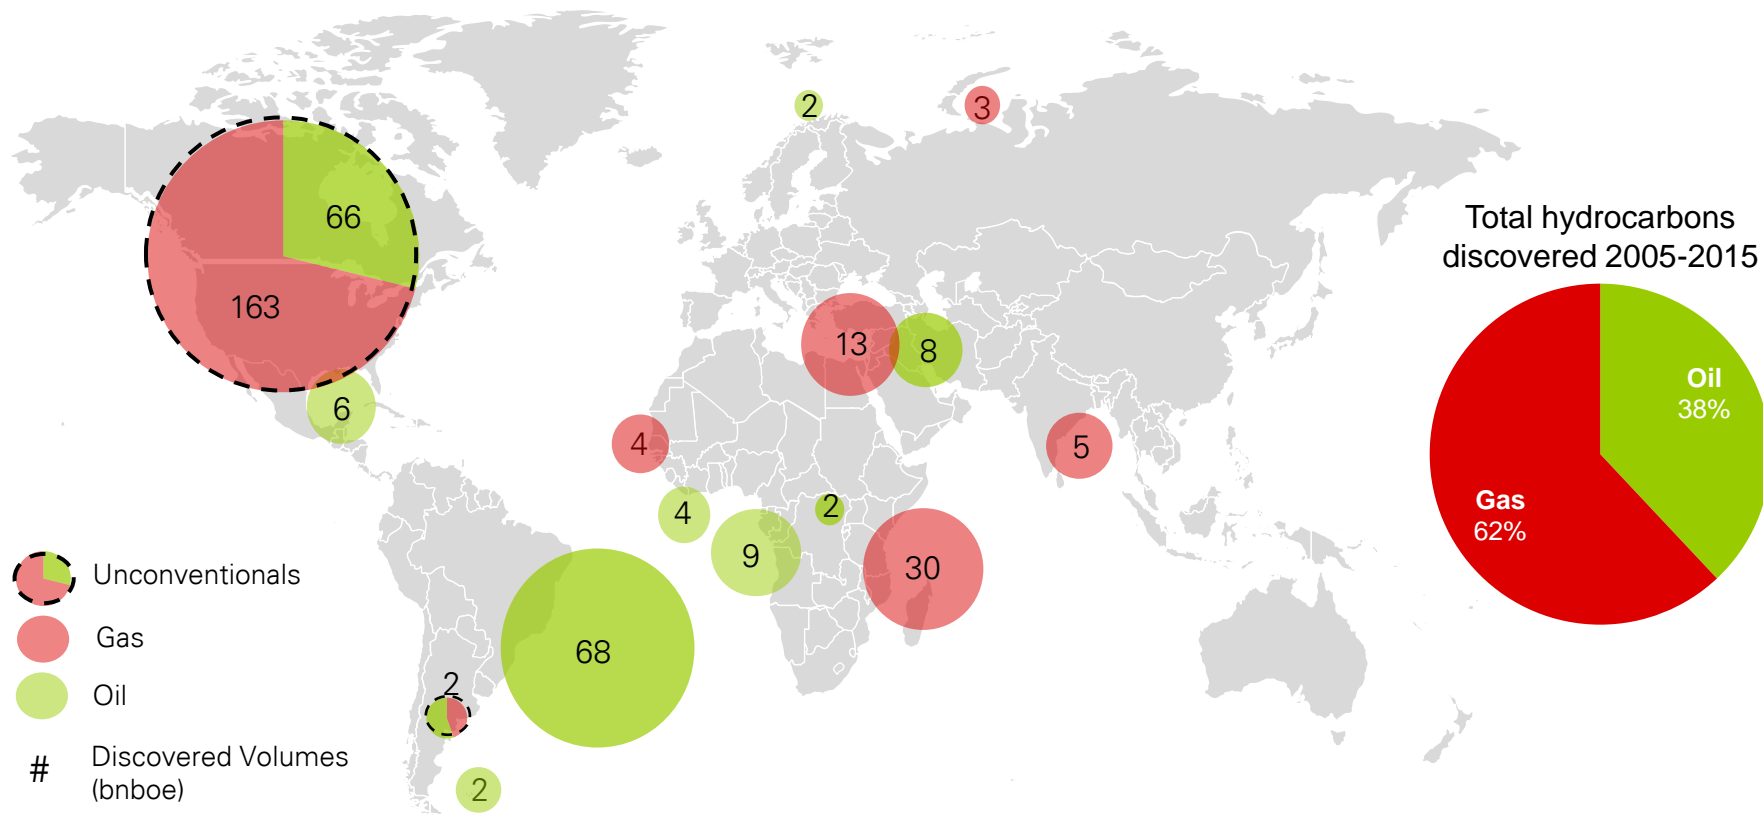 2
3
66
163
Total hydrocarbons
discovered 2005-2015
13
8
Oil
38%
6
4
5
Gas
62%
4
2
9
30
Unconventionals
Gas
68
Oil
2
# Discovered Volumes
(bnboe)
2